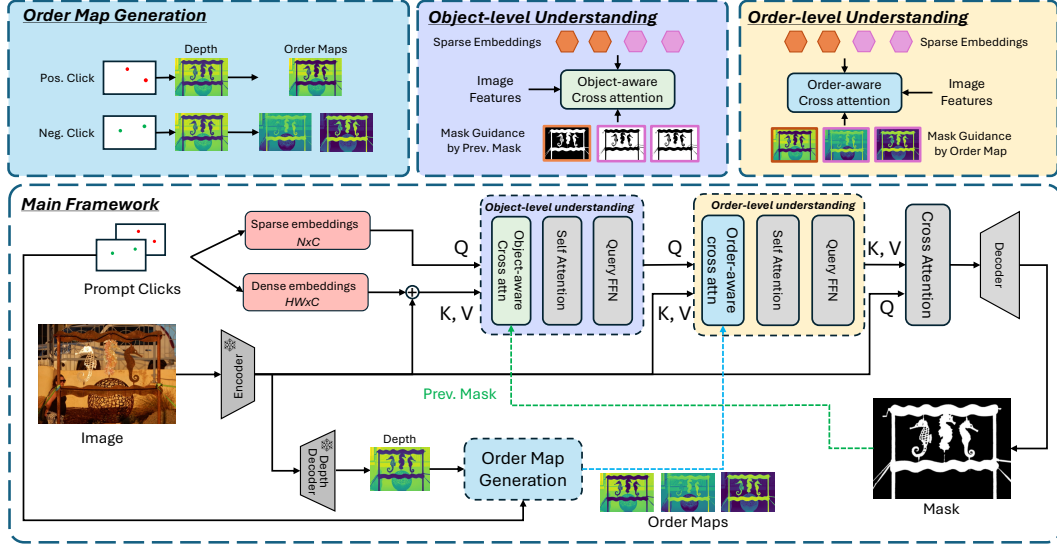 Order Map Generation
Depth
Order Maps
Pos. Click
Neg. Click
Object-level Understanding
Sparse Embeddings
Image
Features
Object-aware
Cross attention
Mask Guidance
by Prev. Mask
Order-level Understanding
Sparse Embeddings
Order-aware
Cross attention
Image
Features
Mask Guidance
by Order Map
Main Framework
Prompt Clicks
Sparse embeddings
NxC
Dense embeddings
HWxC
Q
K, V
Object-level understanding
Object-aware
Cross attn
Self Attention
Query FFN
Q
K, V
Order-level understanding
Order-aware
cross attn
Self Attention
Query FFN
K, V
Q
Cross Attention
Decoder
Image
Encoder
Prev. Mask
Depth
Decoder
Depth
Order Map
Generation
Order Maps
Mask